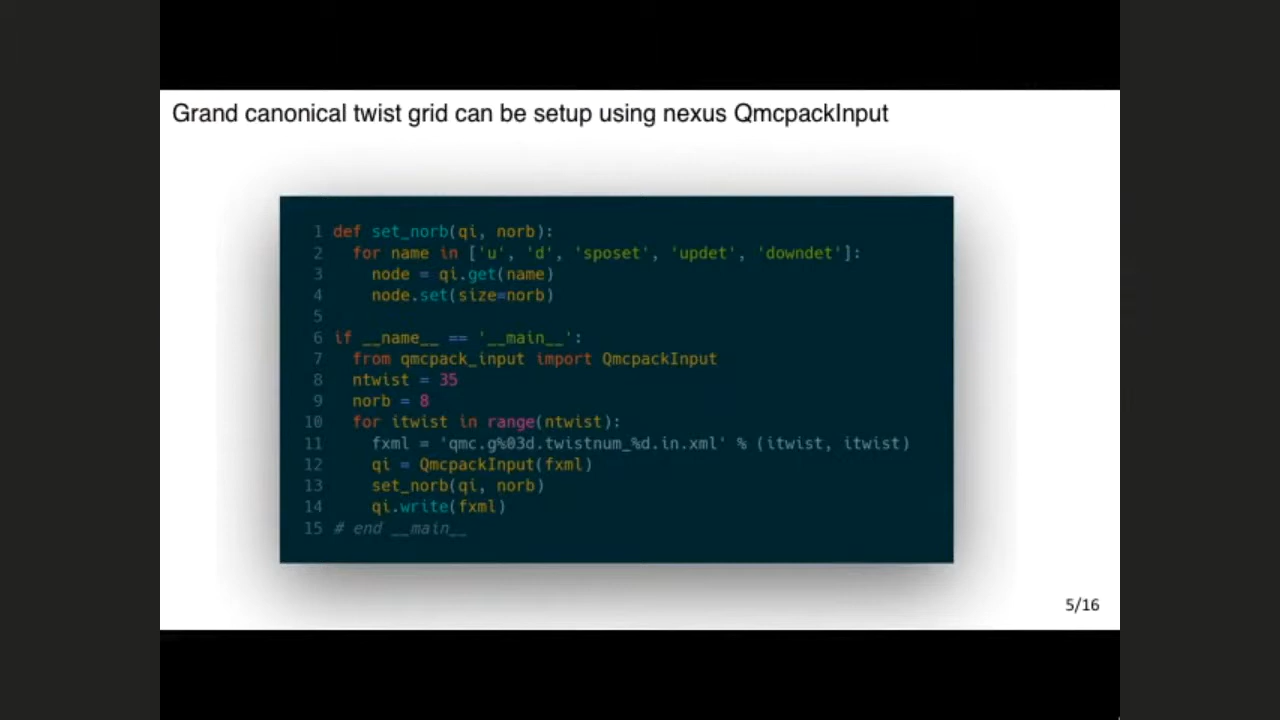 Grand canonical twist grid can be setup using nexus QmcpackInput
1 def set_norb(qi, norb):
2   for name in ['u', 'd', 'sposet', 'updet', 'downdet']:
3     node = qi.get(name)
4     node.set(size=norb)
5
6 if __name__ == '__main__':
7   from qmcpack_input import QmcpackInput
8   ntwist = 35
9   norb = 8
10   for itwist in range(ntwist):
11     fxml = 'qmc.g%03d.twistnum_%d.in.xml' % (itwist, itwist)
12     qi = QmcpackInput(fxml)
13     set_norb(qi, norb)
14     qi.write(fxml)
15 # end __main__
5/16